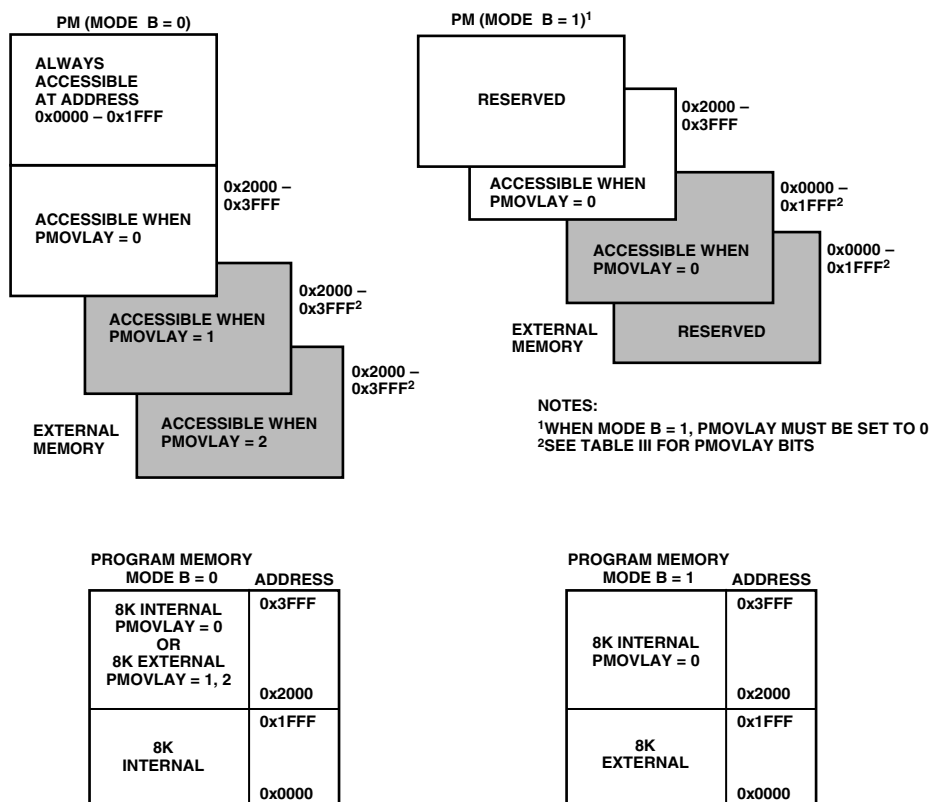 PM (MODE B = 0)
ALWAYS
ACCESSIBLE
AT ADDRESS
0x0000 – 0x1FFF
ACCESSIBLE WHEN
PMOVLAY = 0
0x2000 –
0x3FFF
ACCESSIBLE WHEN
PMOVLAY = 1
0x2000 –
0x3FFF²
ACCESSIBLE WHEN
PMOVLAY = 2
0x2000 –
0x3FFF²
EXTERNAL
MEMORY
PM (MODE B = 1)¹
RESERVED
0x2000 –
0x3FFF
ACCESSIBLE WHEN
PMOVLAY = 0
0x0000 –
0x1FFF²
ACCESSIBLE WHEN
PMOVLAY = 0
0x0000 –
0x1FFF²
RESERVED
EXTERNAL
MEMORY
NOTES:
¹WHEN MODE B = 1, PMOVLAY MUST BE SET TO 0
²SEE TABLE III FOR PMOVLAY BITS
PROGRAM MEMORY
MODE B = 0 ADDRESS
8K INTERNAL
PMOVLAY = 0
OR
8K EXTERNAL
PMOVLAY = 1, 2
0x3FFF
0x2000
8K
INTERNAL
0x1FFF
0x0000
PROGRAM MEMORY
MODE B = 1 ADDRESS
8K INTERNAL
PMOVLAY = 0
0x3FFF
0x2000
8K
EXTERNAL
0x1FFF
0x0000